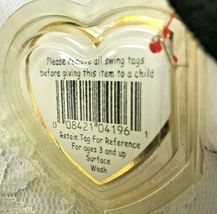 Please remove all swing tags
before giving this item to a child
0 08421 04196 1
Retain Tag For Reference
For ages 3 and up
Surface
Wash